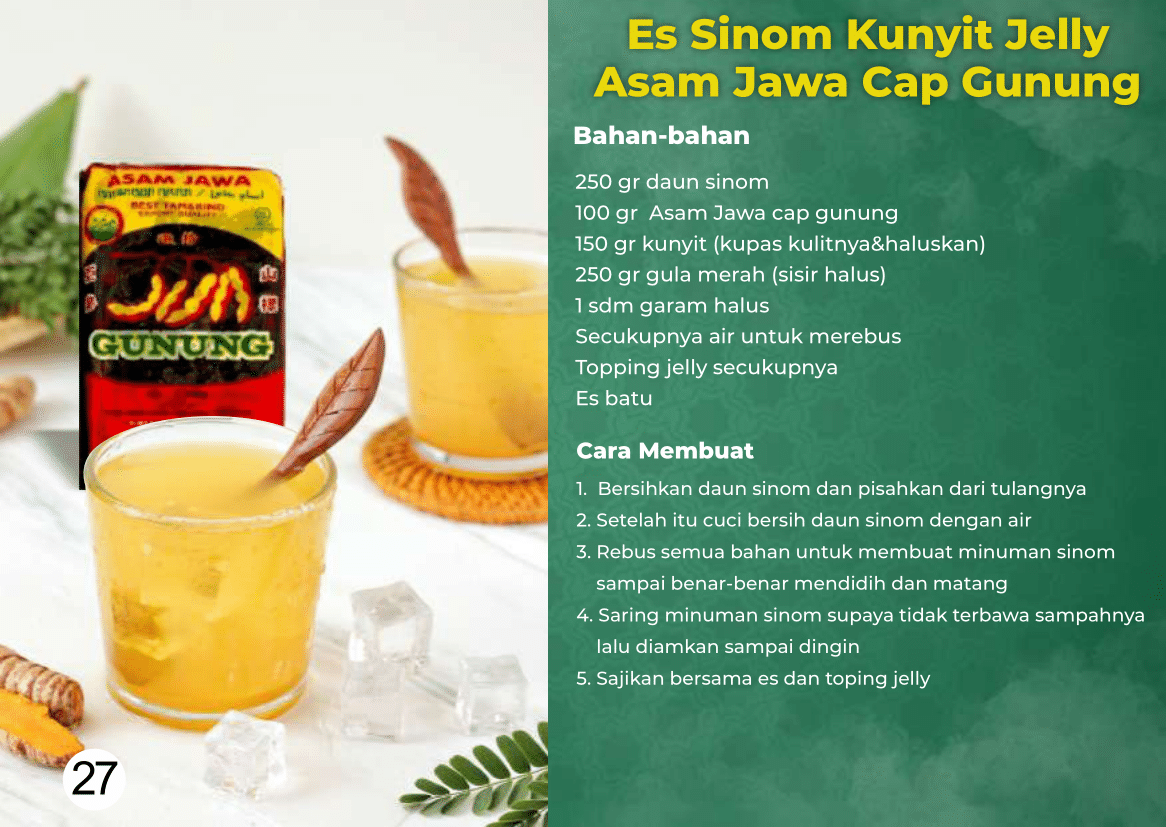 Es Sinom Kunyit Jelly
Asam Jawa Cap Gunung
Bahan-bahan
250 gr daun sinom
100 gr  Asam Jawa cap gunung
150 gr kunyit (kupas kulitnya&haluskan)
250 gr gula merah (sisir halus)
1 sdm garam halus
Secukupnya air untuk merebus
Topping jelly secukupnya
Es batu
Cara Membuat
1.  Bersihkan daun sinom dan pisahkan dari tulangnya
2. Setelah itu cuci bersih daun sinom dengan air
3. Rebus semua bahan untuk membuat minuman sinom
sampai benar-benar mendidih dan matang
4. Saring minuman sinom supaya tidak terbawa sampahnya
lalu diamkan sampai dingin
5. Sajikan bersama es dan toping jelly
ASAM JAWA
BEST TAMARIND
EXPORT QUALITY
JWA
GUNUNG
27